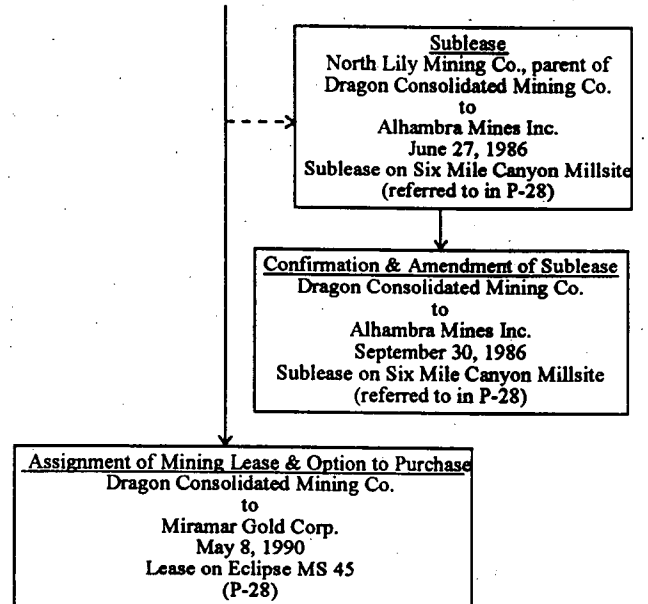 Sublease
North Lily Mining Co., parent of
Dragon Consolidated Mining Co.
to
Alhambra Mines Inc.
June 27, 1986
Sublease on Six Mile Canyon Millsite
(referred to in P-28)
Confirmation & Amendment of Sublease
Dragon Consolidated Mining Co.
to
Alhambra Mines Inc.
September 30, 1986
Sublease on Six Mile Canyon Millsite
(referred to in P-28)
Assignment of Mining Lease & Option to Purchase
Dragon Consolidated Mining Co.
to
Miramar Gold Corp.
May 8, 1990
Lease on Eclipse MS 45
(P-28)